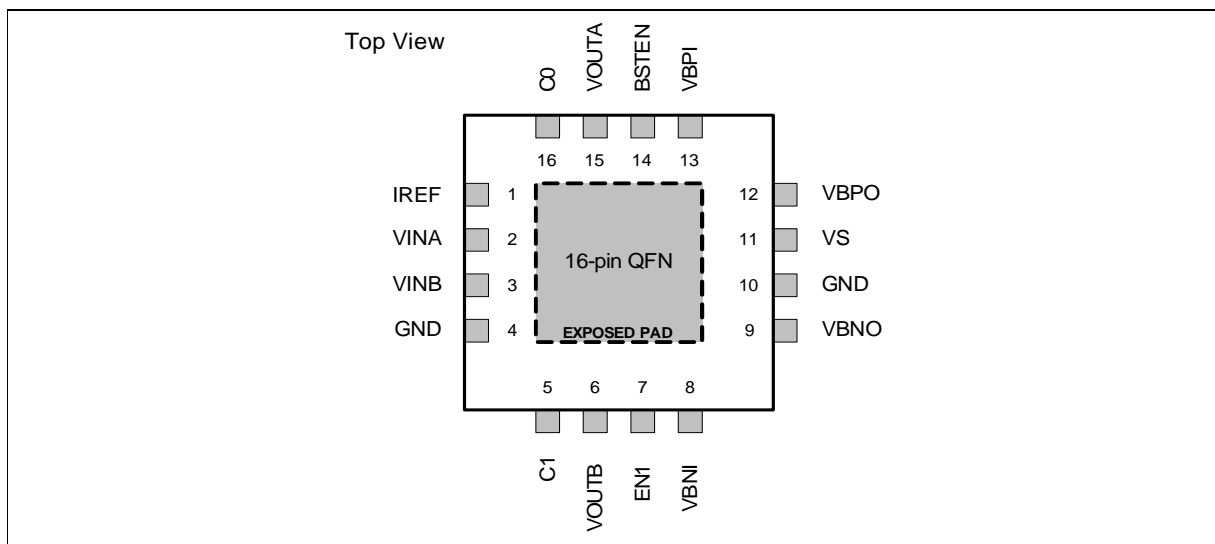 Top View
C0
VOUTA
BSTEN
VBPI
16
15
14
13
IREF
1
VINA
2
VINB
3
GND
4
12
VBPO
11
VS
10
GND
9
VBNO
16-pin QFN
EXPOSED PAD
5
6
7
8
C1
VOUTB
EN1
VBNI